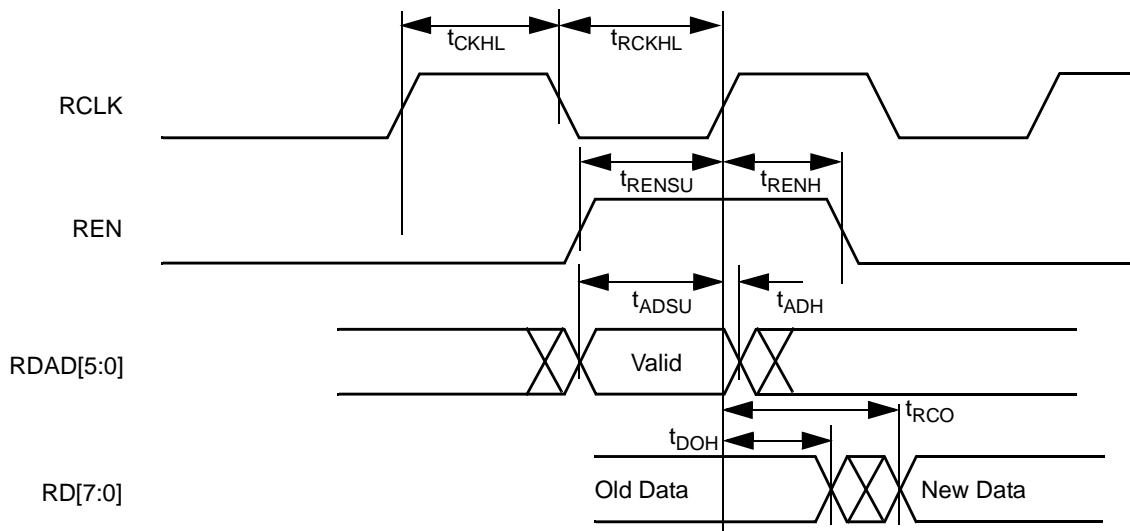 tCKHL tRCKHL
RCLK
tRENSU tRENH
REN
tADSU tADH
RDAD[5:0] Valid
tRCO
tDOH
RD[7:0] Old Data New Data